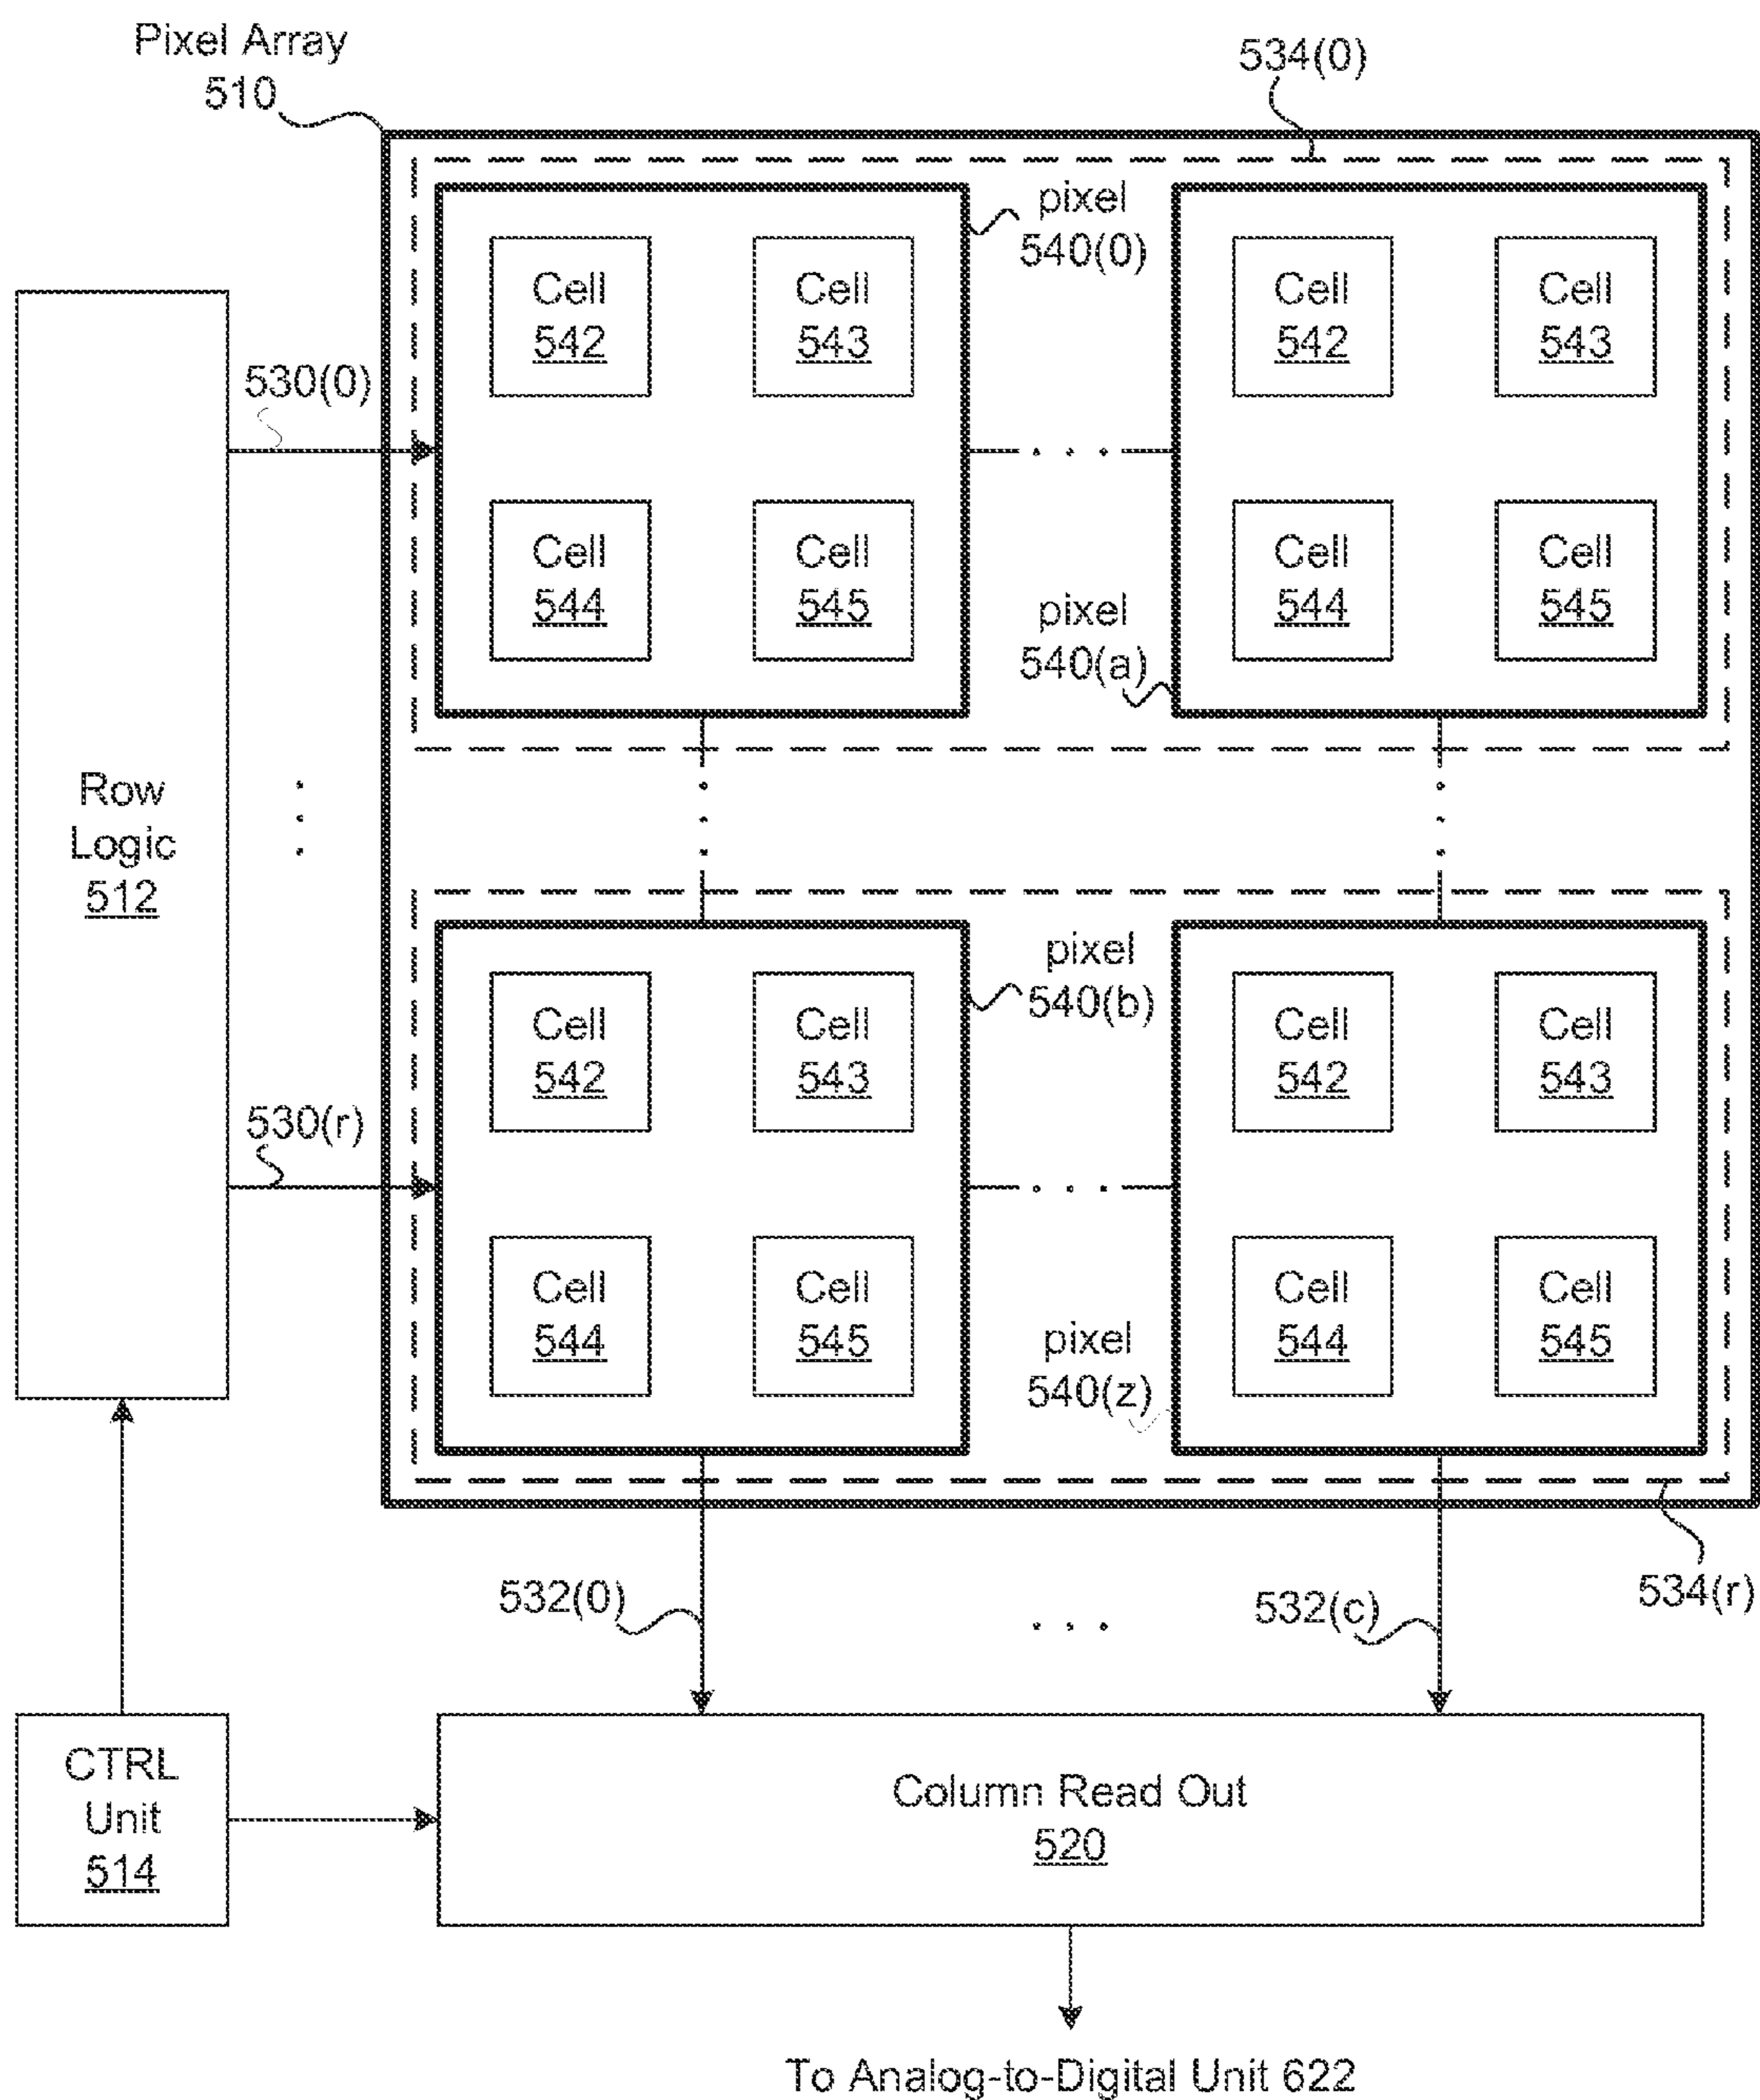 Pixel Array
510
534(0)
pixel
540(0)
Cell
542
Cell
543
Cell
542
Cell
543
530(0)
Cell
544
Cell
545
pixel
540(a)
Cell
544
Cell
545
Row
Logic
512
pixel
540(b)
Cell
542
Cell
543
Cell
542
Cell
543
530(r)
Cell
544
Cell
545
pixel
540(z)
Cell
544
Cell
545
532(0)
532(c)
534(r)
CTRL
Unit
514
Column Read Out
520
To Analog-to-Digital Unit 622